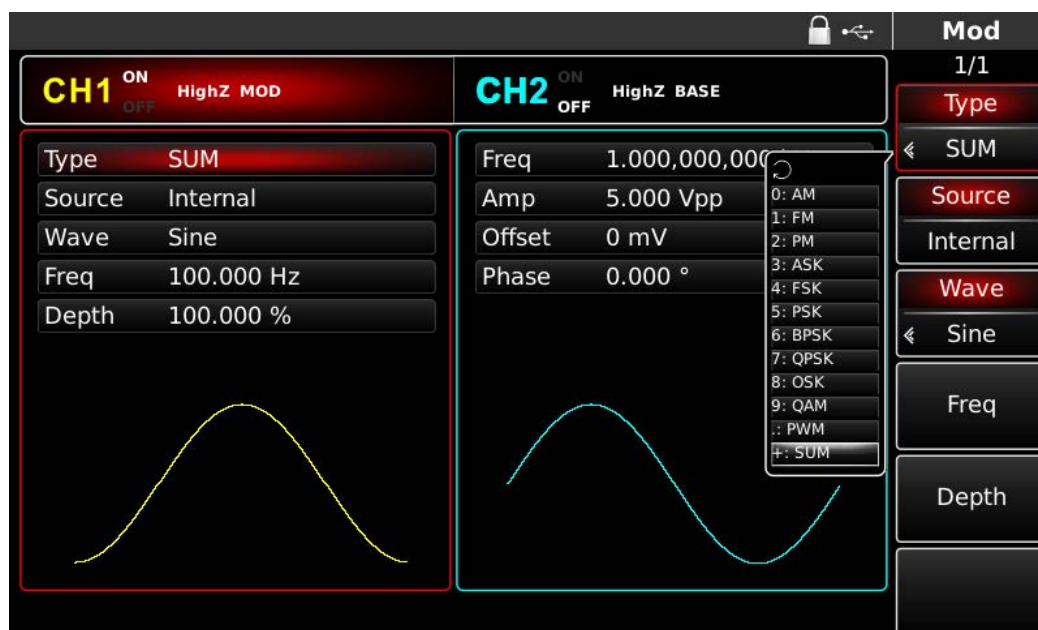 Mod
1/1
CH1 ON OFF HighZ MOD
CH2 ON OFF HighZ BASE
Type SUM
Source Internal
Wave Sine
Freq 100.000 Hz
Depth 100.000 %
Freq 1.000,000,000
Amp 5.000 Vpp
Offset 0 mV
Phase 0.000 °
0: AM
1: FM
2: PM
3: ASK
4: FSK
5: PSK
6: BPSK
7: QPSK
8: OSK
9: QAM
.: PWM
+: SUM
Type
SUM
Source
Internal
Wave
Sine
Freq
Depth